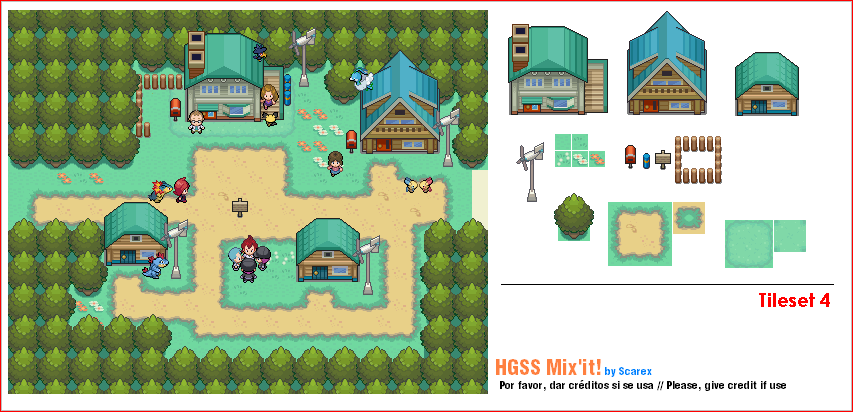 Tileset 4
HGSS Mix'it! by Scarex
Por favor, dar créditos si se usa // Please, give credit if use